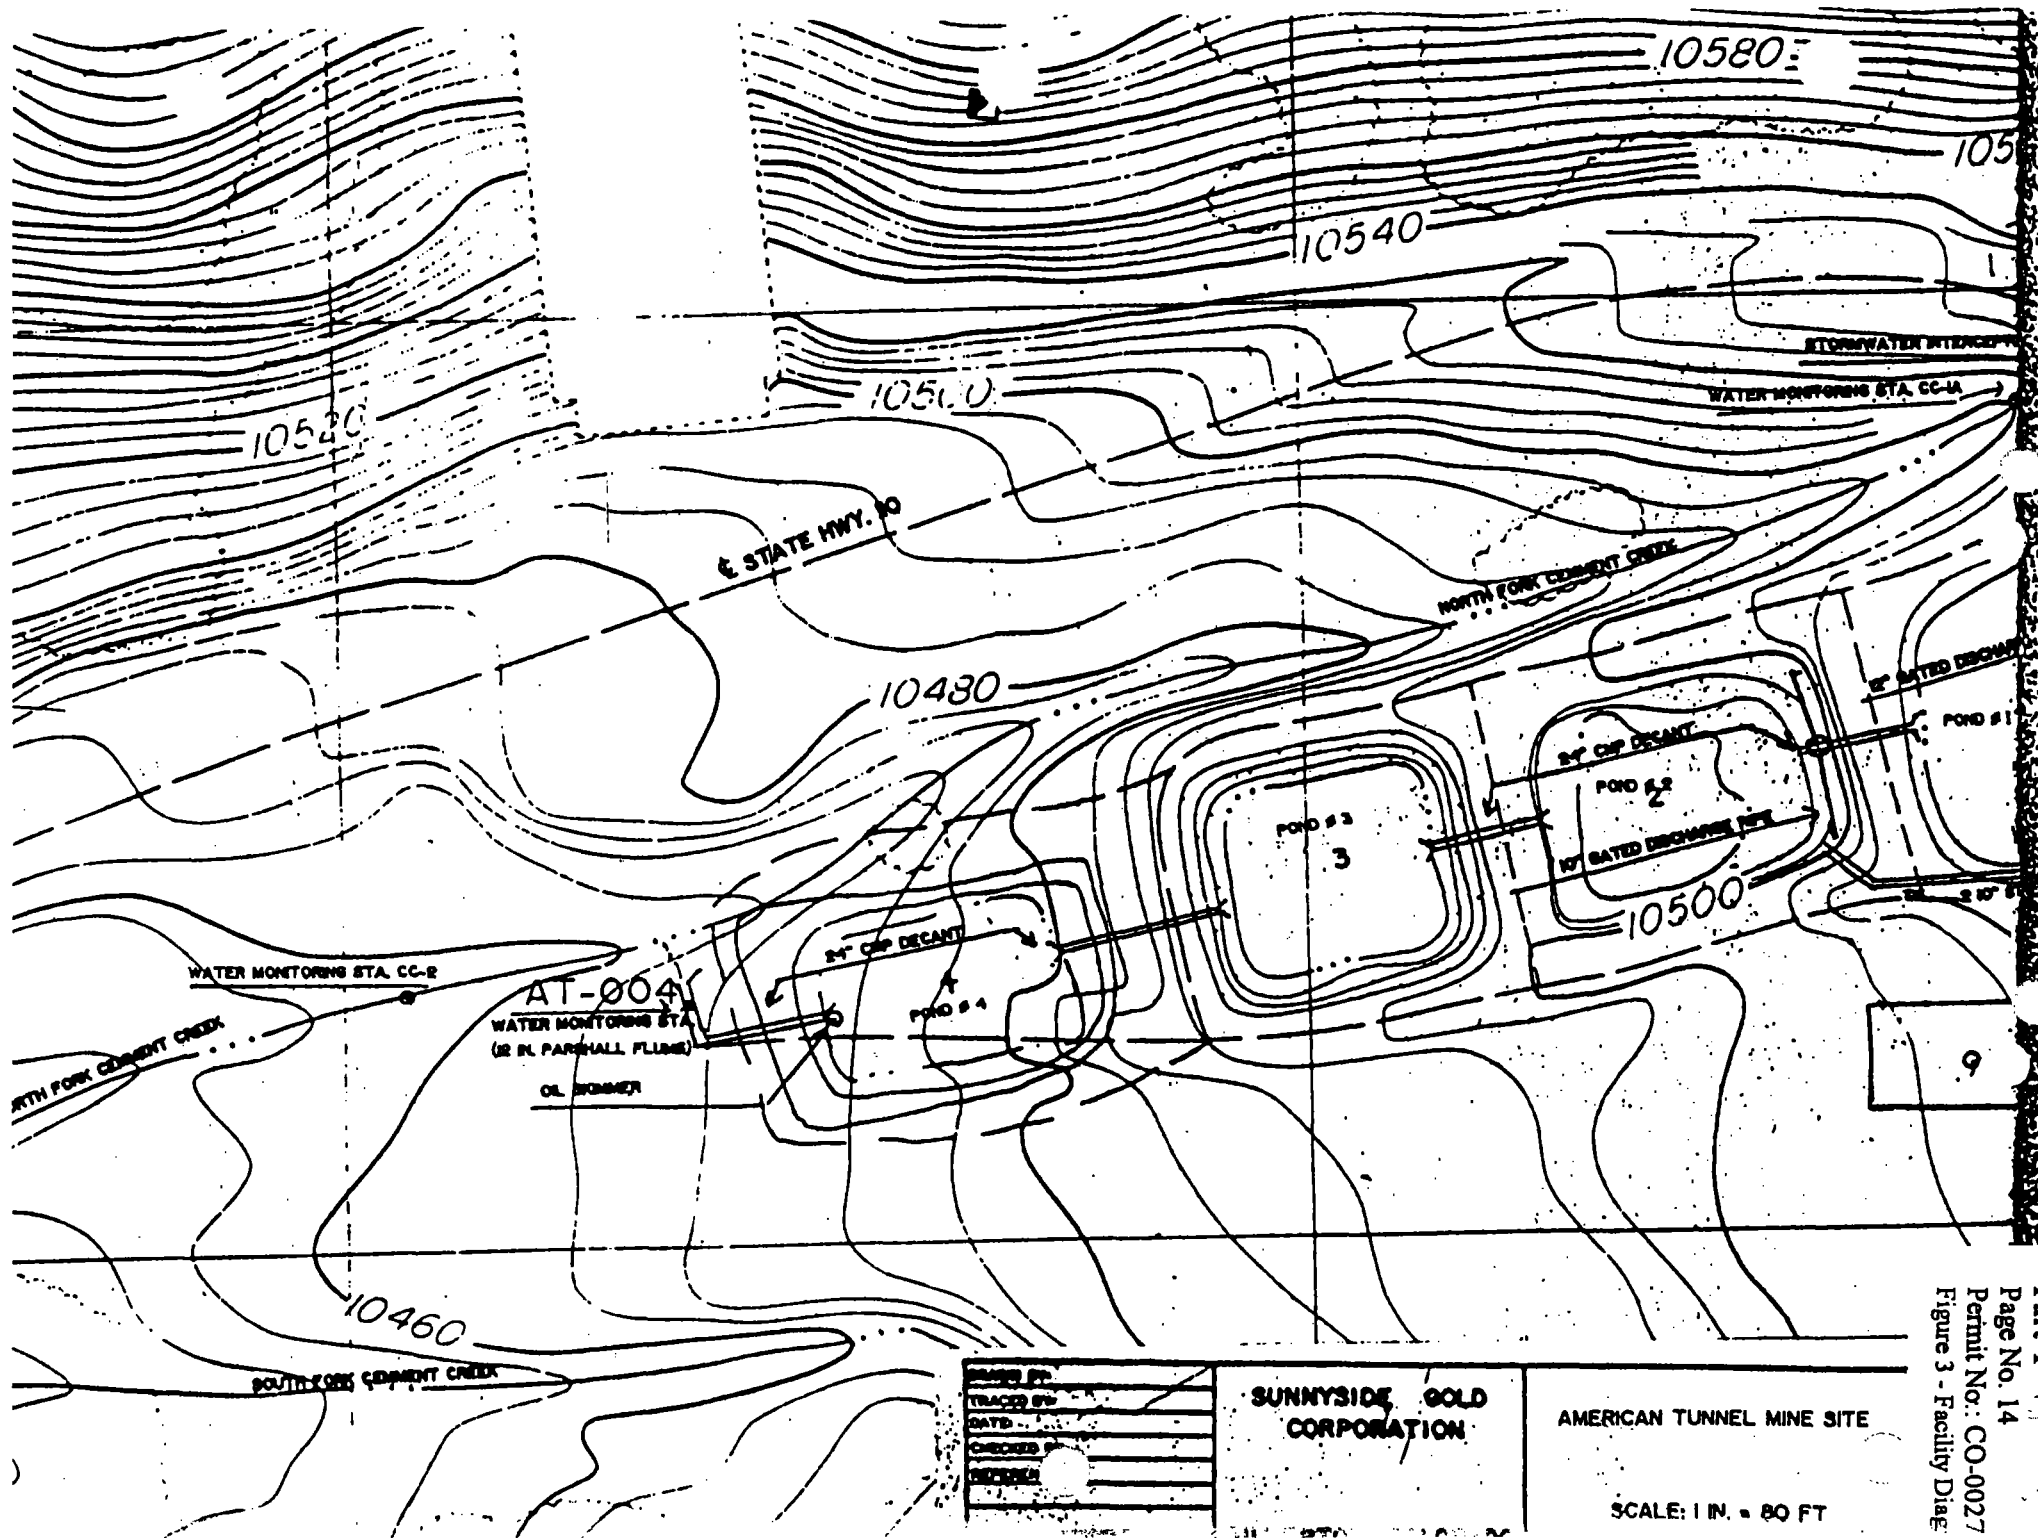 10580
105
10540
STORMWATER INTERCEPT
WATER MONITORING STA. CC-1A
10520
℄ STATE HWY.
NORTH FORK CEMENT CREEK
10480
12" GATED DISCHAR
POND #1
24" CMP DECANT
POND #2
2
10" GATED DISCHARGE PIPE
POND #3
3
10500
2 10"
24" CMP DECANT
4
POND #4
WATER MONITORING STA. CC-2
AT-004
WATER MONITORING STA.
(12 IN. PARSHALL FLUME)
OIL SKIMMER
RTH FORK CEMENT CREEK
9
10460
SOUTH FORK CEMENT CREEK
DRAWN BY:
TRACED BY:
DATE:
CHECKED
REFEREN
SUNNYSIDE GOLD
CORPORATION
AMERICAN TUNNEL MINE SITE
SCALE: 1 IN. = 80 FT
Page No. 14
Permit No.: CO-0027
Figure 3 - Facility Diag